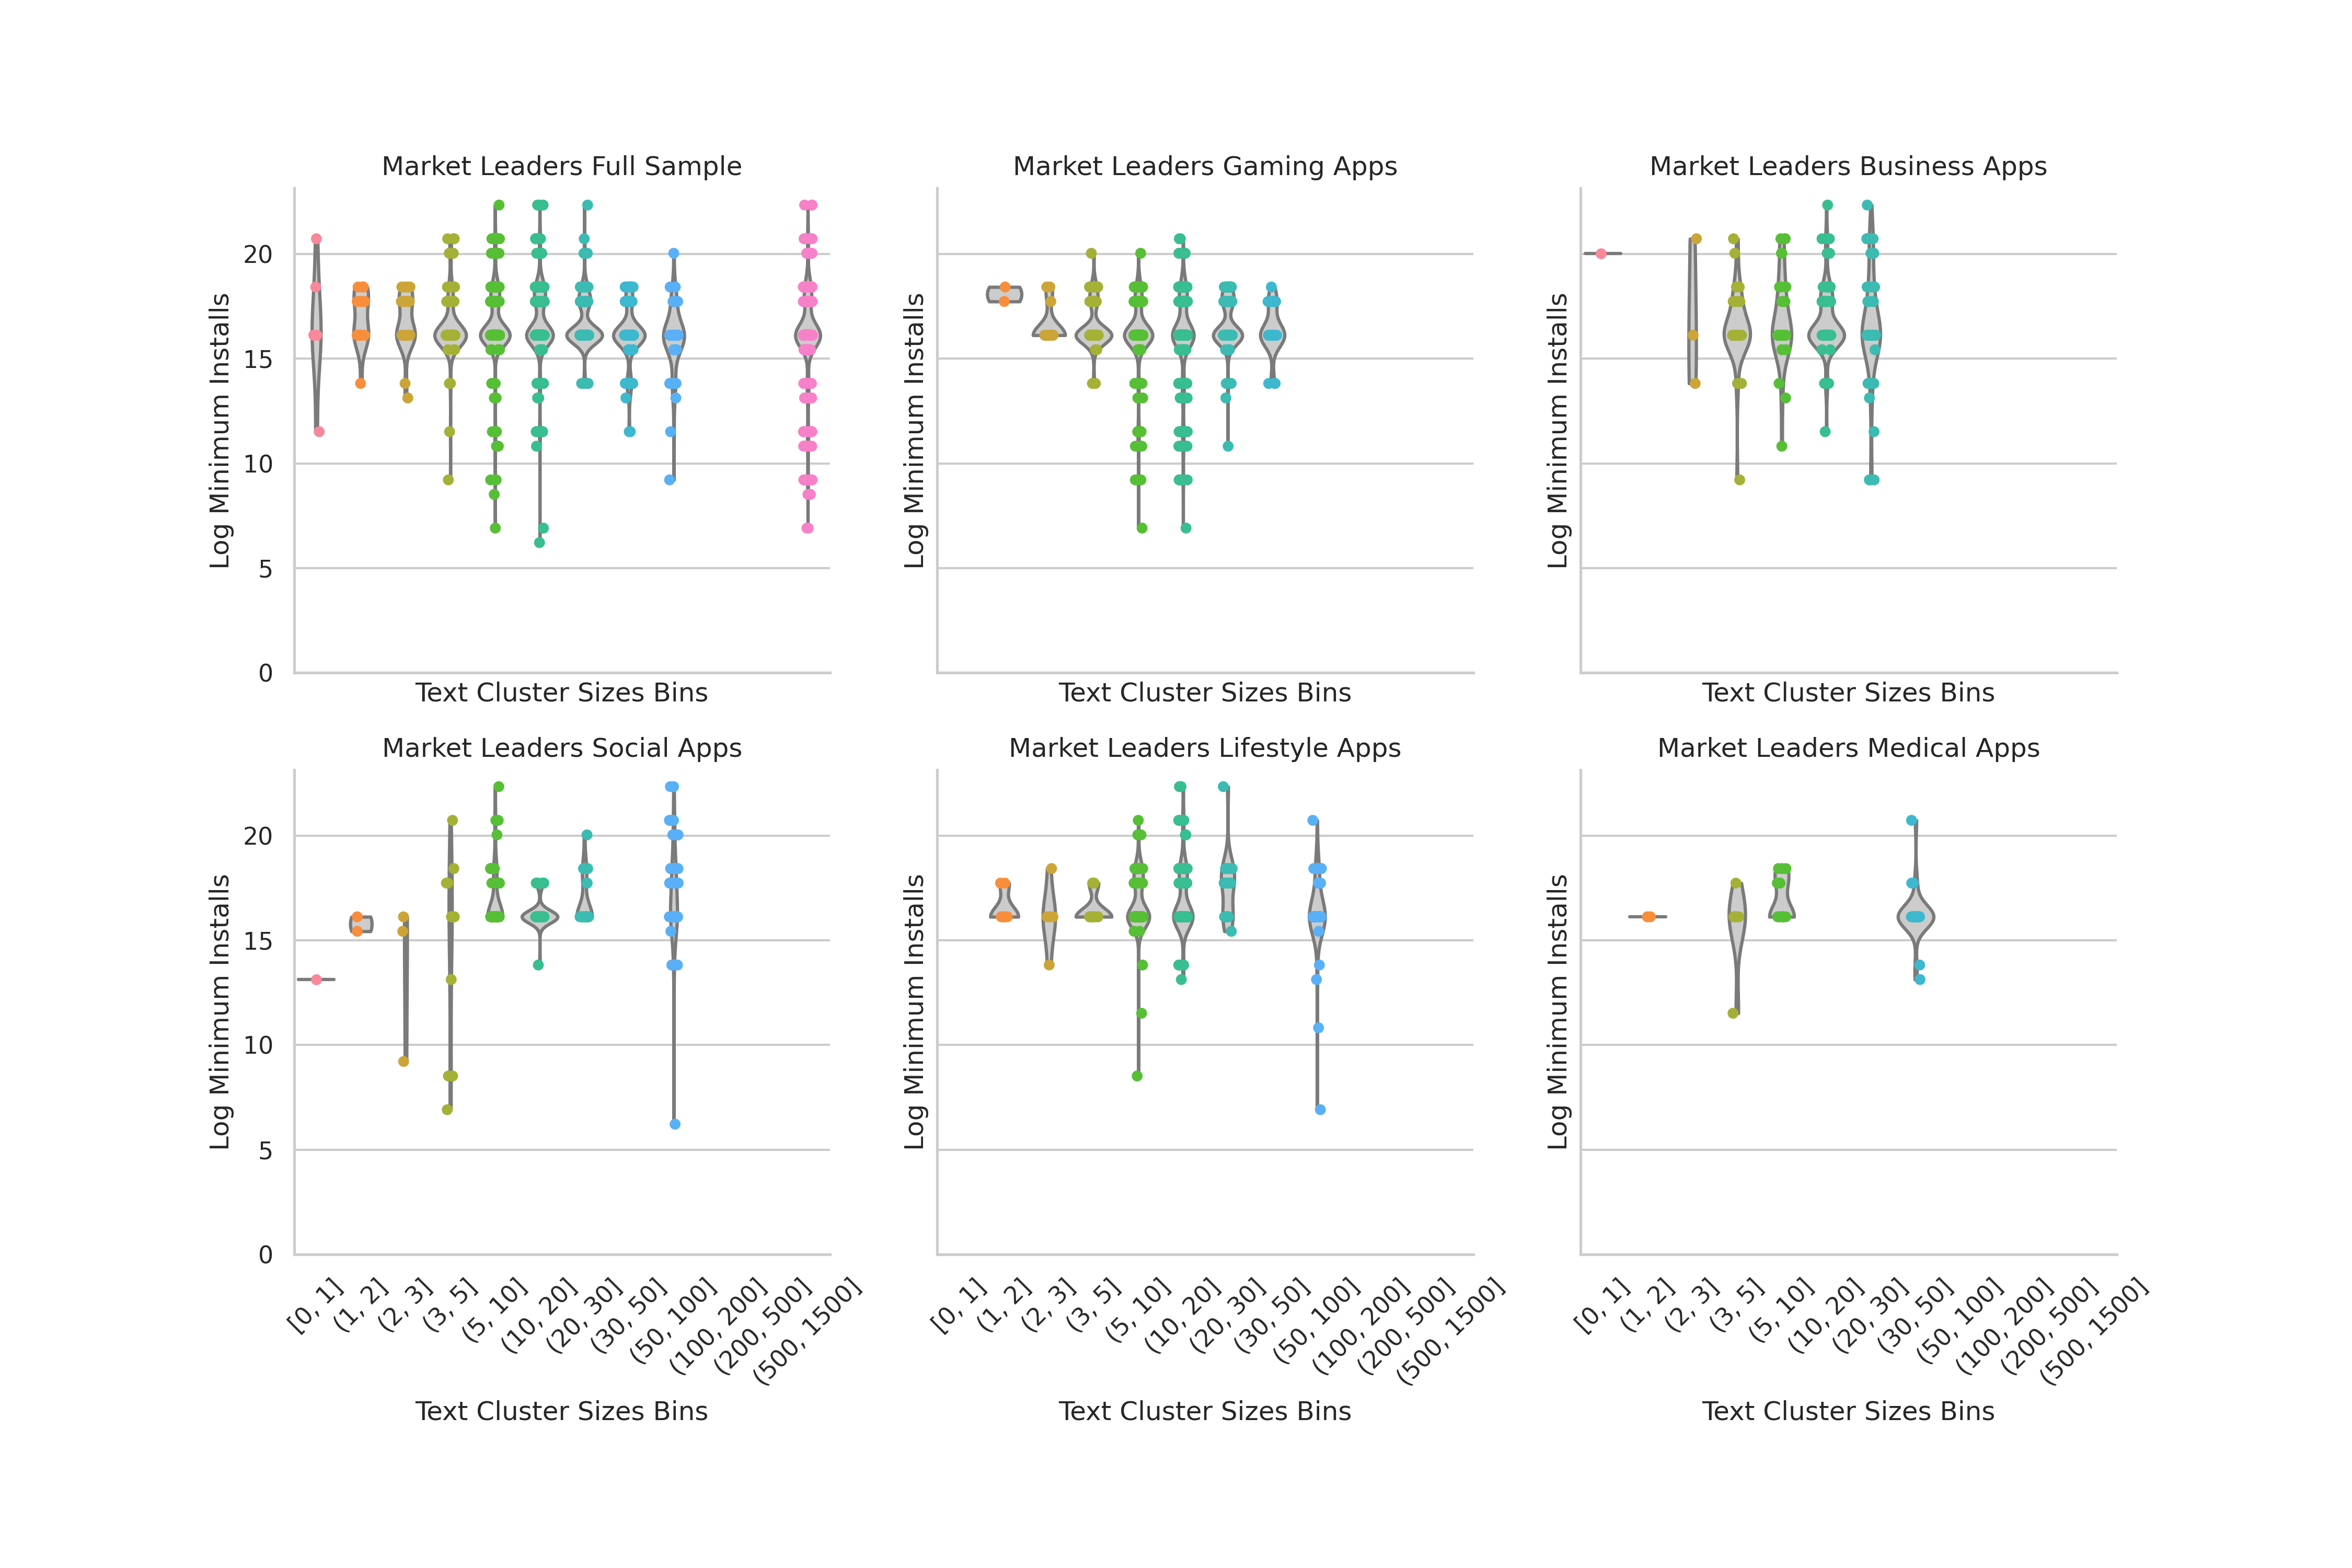 Market Leaders Full Sample
Market Leaders Gaming Apps
Market Leaders Business Apps
Log Minimum Installs
20
15
10
5
0
Log Minimum Installs
Log Minimum Installs
Text Cluster Sizes Bins
Text Cluster Sizes Bins
Text Cluster Sizes Bins
Market Leaders Social Apps
Market Leaders Lifestyle Apps
Market Leaders Medical Apps
Log Minimum Installs
20
15
10
5
0
Log Minimum Installs
Log Minimum Installs
[0, 1]
(1, 2]
(2, 3]
(3, 5]
(5, 10]
(10, 20]
(20, 30]
(30, 50]
(50, 100]
(100, 200]
(200, 500]
(500, 1500]
[0, 1]
(1, 2]
(2, 3]
(3, 5]
(5, 10]
(10, 20]
(20, 30]
(30, 50]
(50, 100]
(100, 200]
(200, 500]
(500, 1500]
[0, 1]
(1, 2]
(2, 3]
(3, 5]
(5, 10]
(10, 20]
(20, 30]
(30, 50]
(50, 100]
(100, 200]
(200, 500]
(500, 1500]
Text Cluster Sizes Bins
Text Cluster Sizes Bins
Text Cluster Sizes Bins